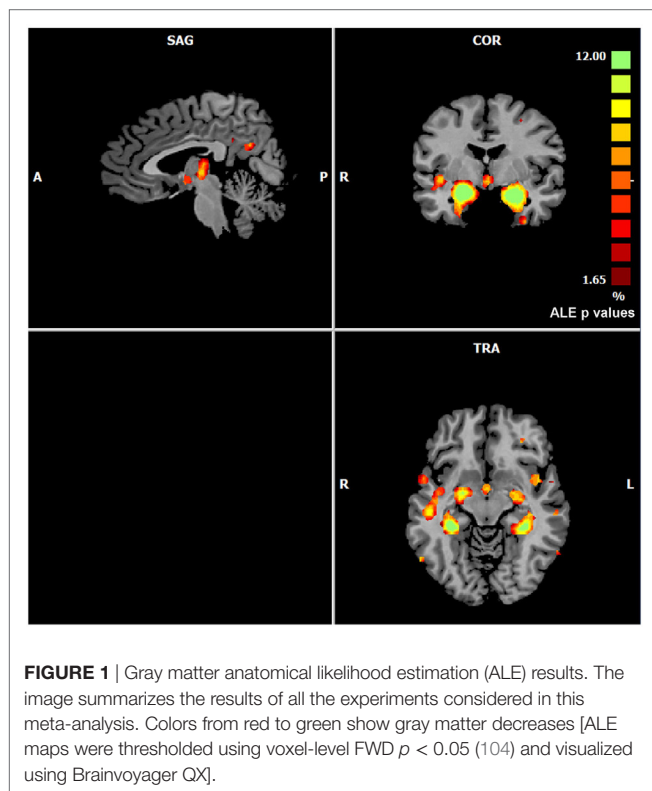 SAG
COR
12.00
A
P
R
L
1.65
%
ALE p values
TRA
R
L
FIGURE 1 | Gray matter anatomical likelihood estimation (ALE) results. The
image summarizes the results of all the experiments considered in this
meta-analysis. Colors from red to green show gray matter decreases [ALE
maps were thresholded using voxel-level FWD p < 0.05 (104) and visualized
using Brainvoyager QX].